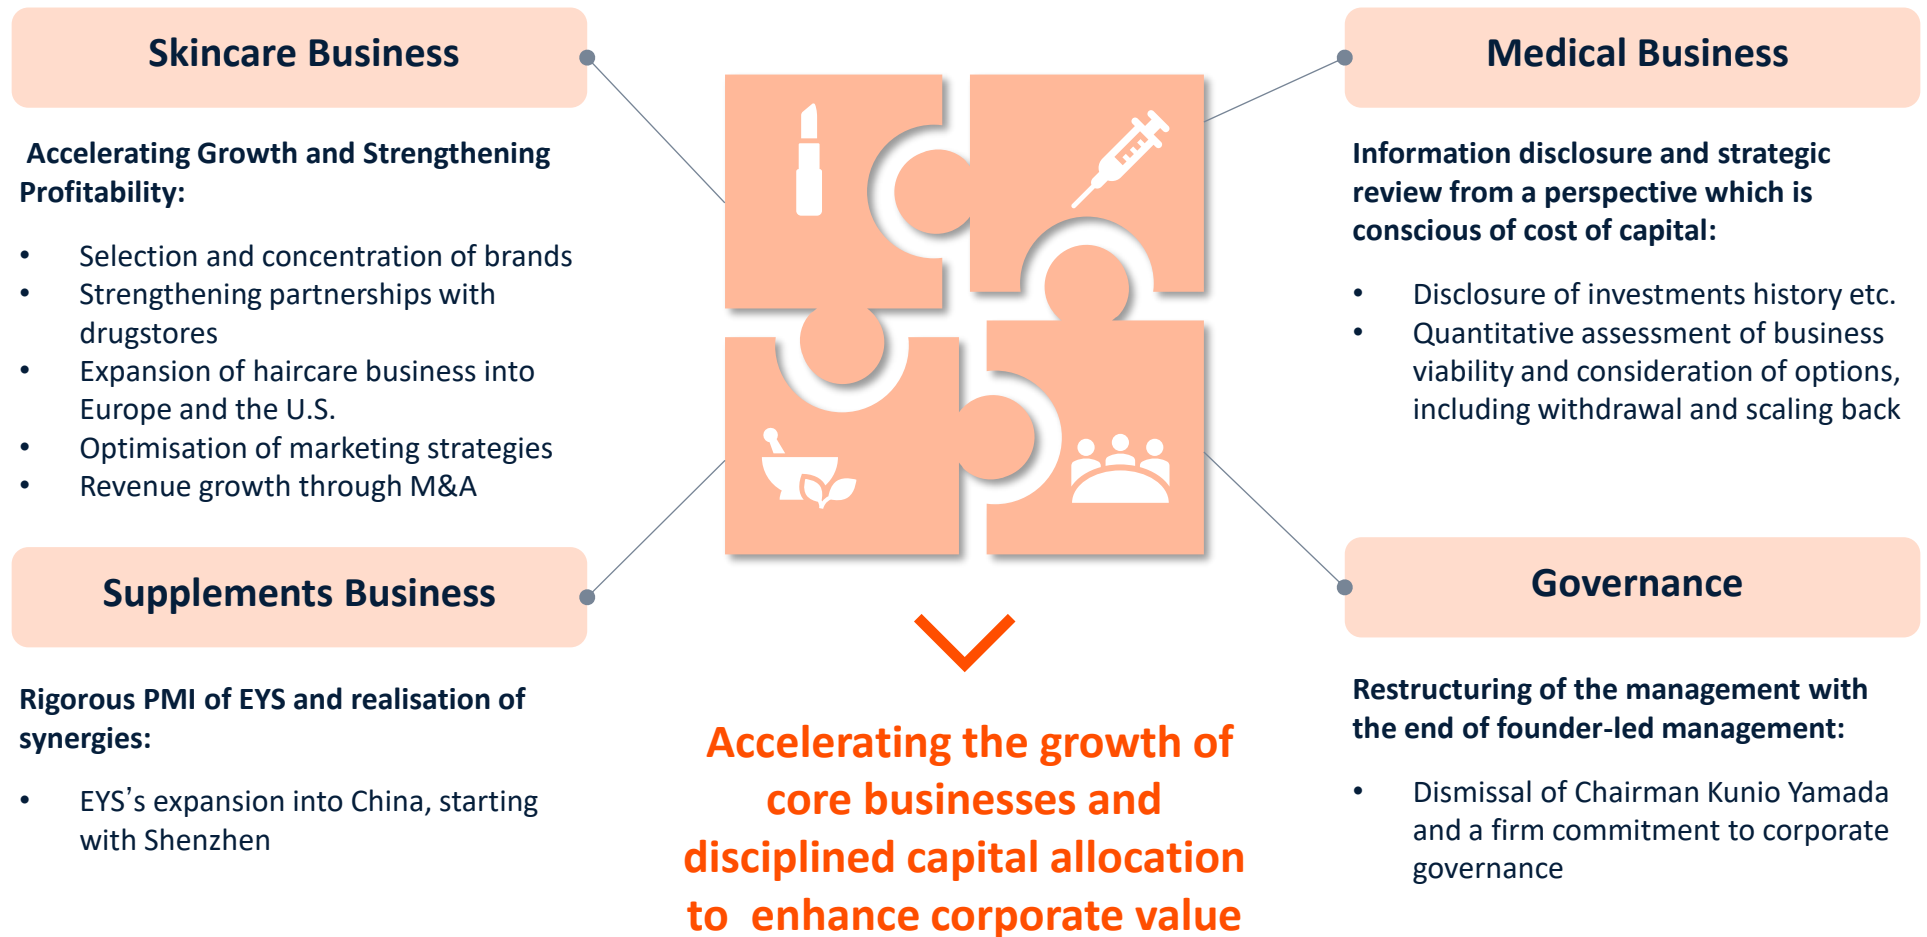 Skincare Business
Accelerating Growth and Strengthening
Profitability:
• Selection and concentration of brands
• Strengthening partnerships with
drugstores
• Expansion of haircare business into
Europe and the U.S.
• Optimisation of marketing strategies
• Revenue growth through M&A
Supplements Business
Rigorous PMI of EYS and realisation of
synergies:
• EYS’s expansion into China, starting
with Shenzhen
Accelerating the growth of
core businesses and
disciplined capital allocation
to enhance corporate value
Medical Business
Information disclosure and strategic
review from a perspective which is
conscious of cost of capital:
• Disclosure of investments history etc.
• Quantitative assessment of business
viability and consideration of options,
including withdrawal and scaling back
Governance
Restructuring of the management with
the end of founder-led management:
• Dismissal of Chairman Kunio Yamada
and a firm commitment to corporate
governance